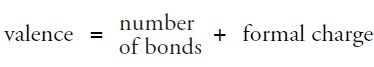 valence = number of bonds + formal charge